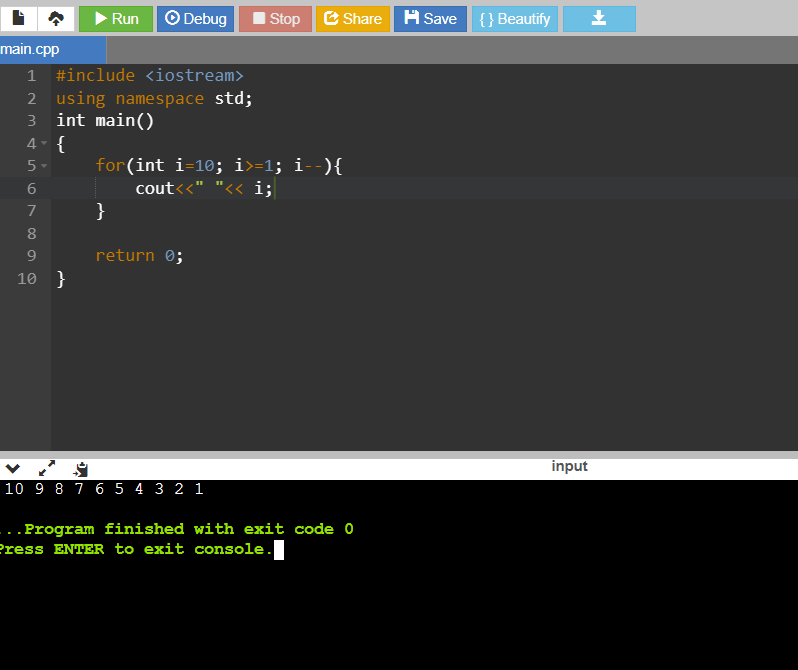 Run Debug Stop Share Save { } Beautify
main.cpp
1 #include <iostream>
2 using namespace std;
3 int main()
4 {
5 for(int i=10; i>=1; i--){
6 cout<<" "<< i;
7 }
8
9 return 0;
10 }
input
10 9 8 7 6 5 4 3 2 1
...Program finished with exit code 0
Press ENTER to exit console.